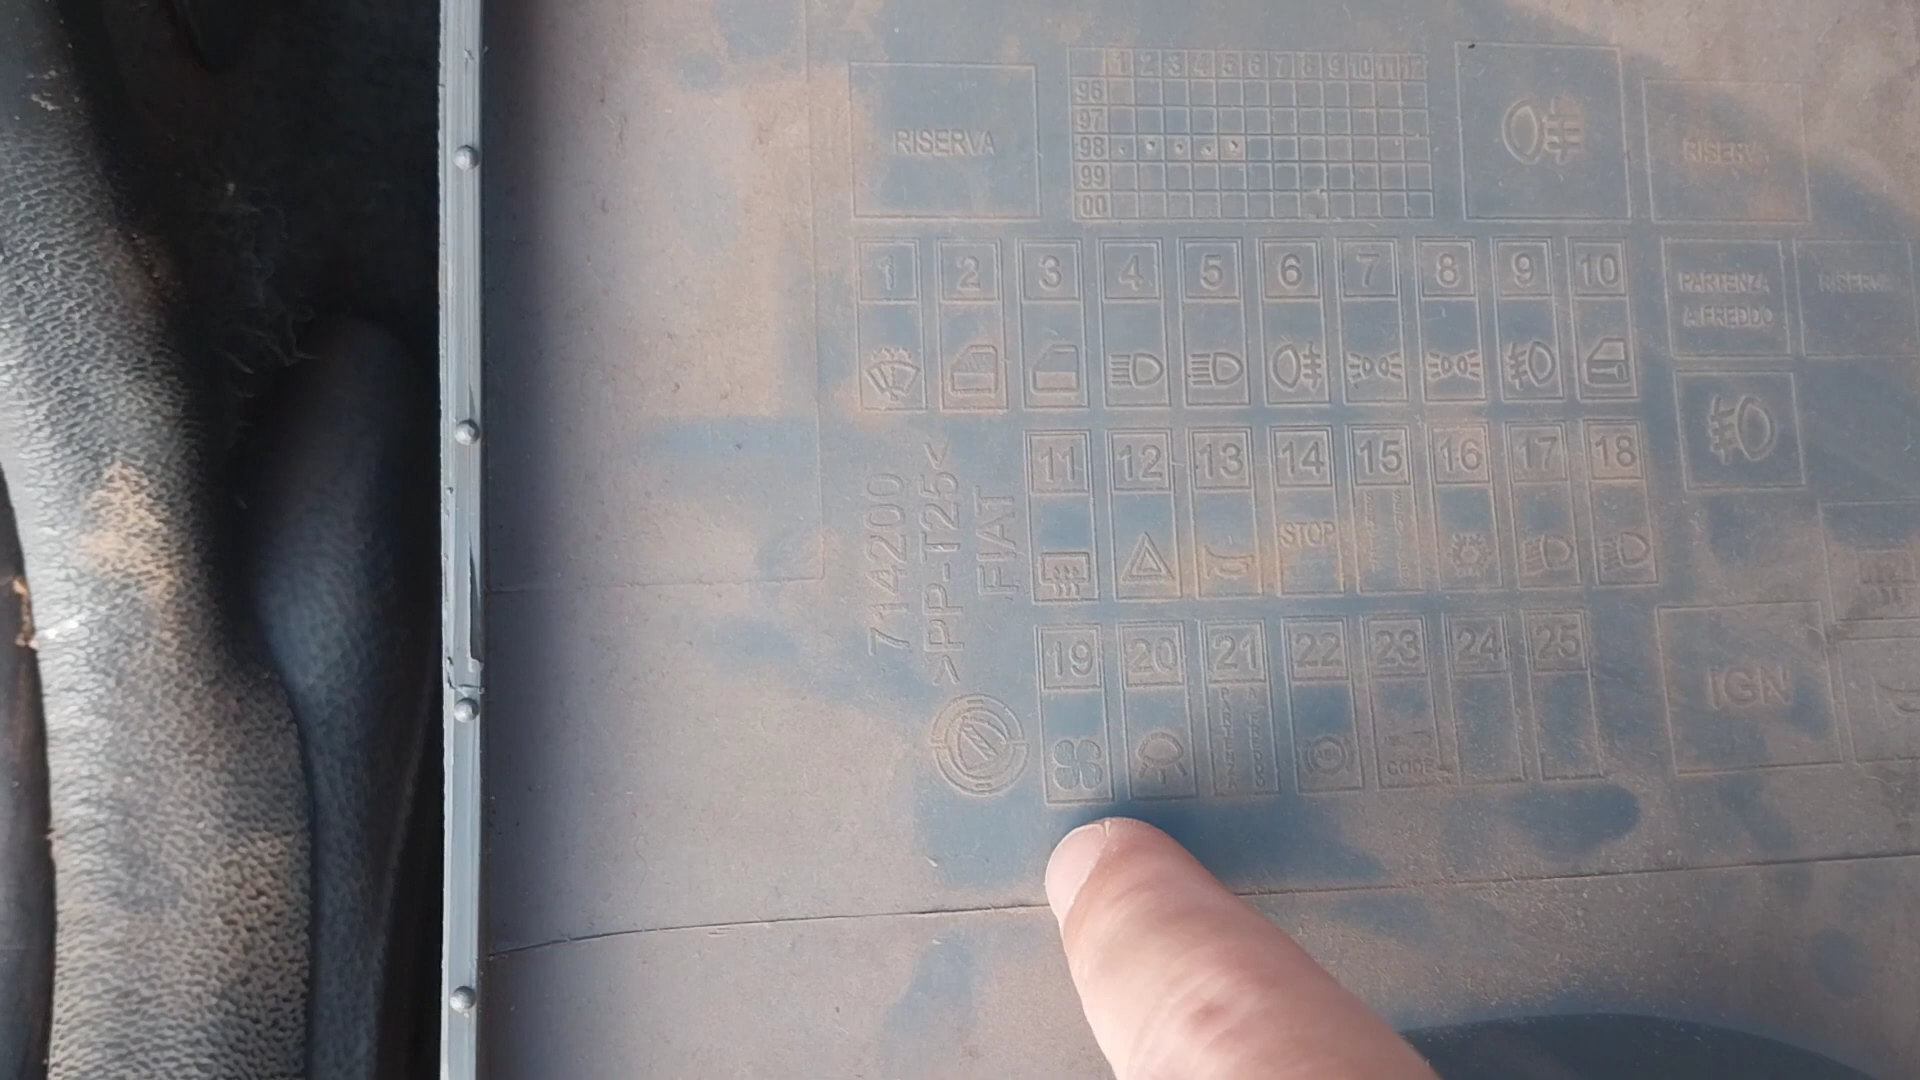 RISERVA
1 2 3 4 5 6 7 8 9 10 11 12
96
97
98
99
00
RISERVA
1 2 3 4 5 6 7 8 9 10
PARTENZA
A FREDDO
RISERVA
11 12 13 14 15 16 17 18
STOP
714200
>PP-T25<
FIAT
19 20 21 22 23 24 25
PARTENZA
A FREDDO
CODE
IGN